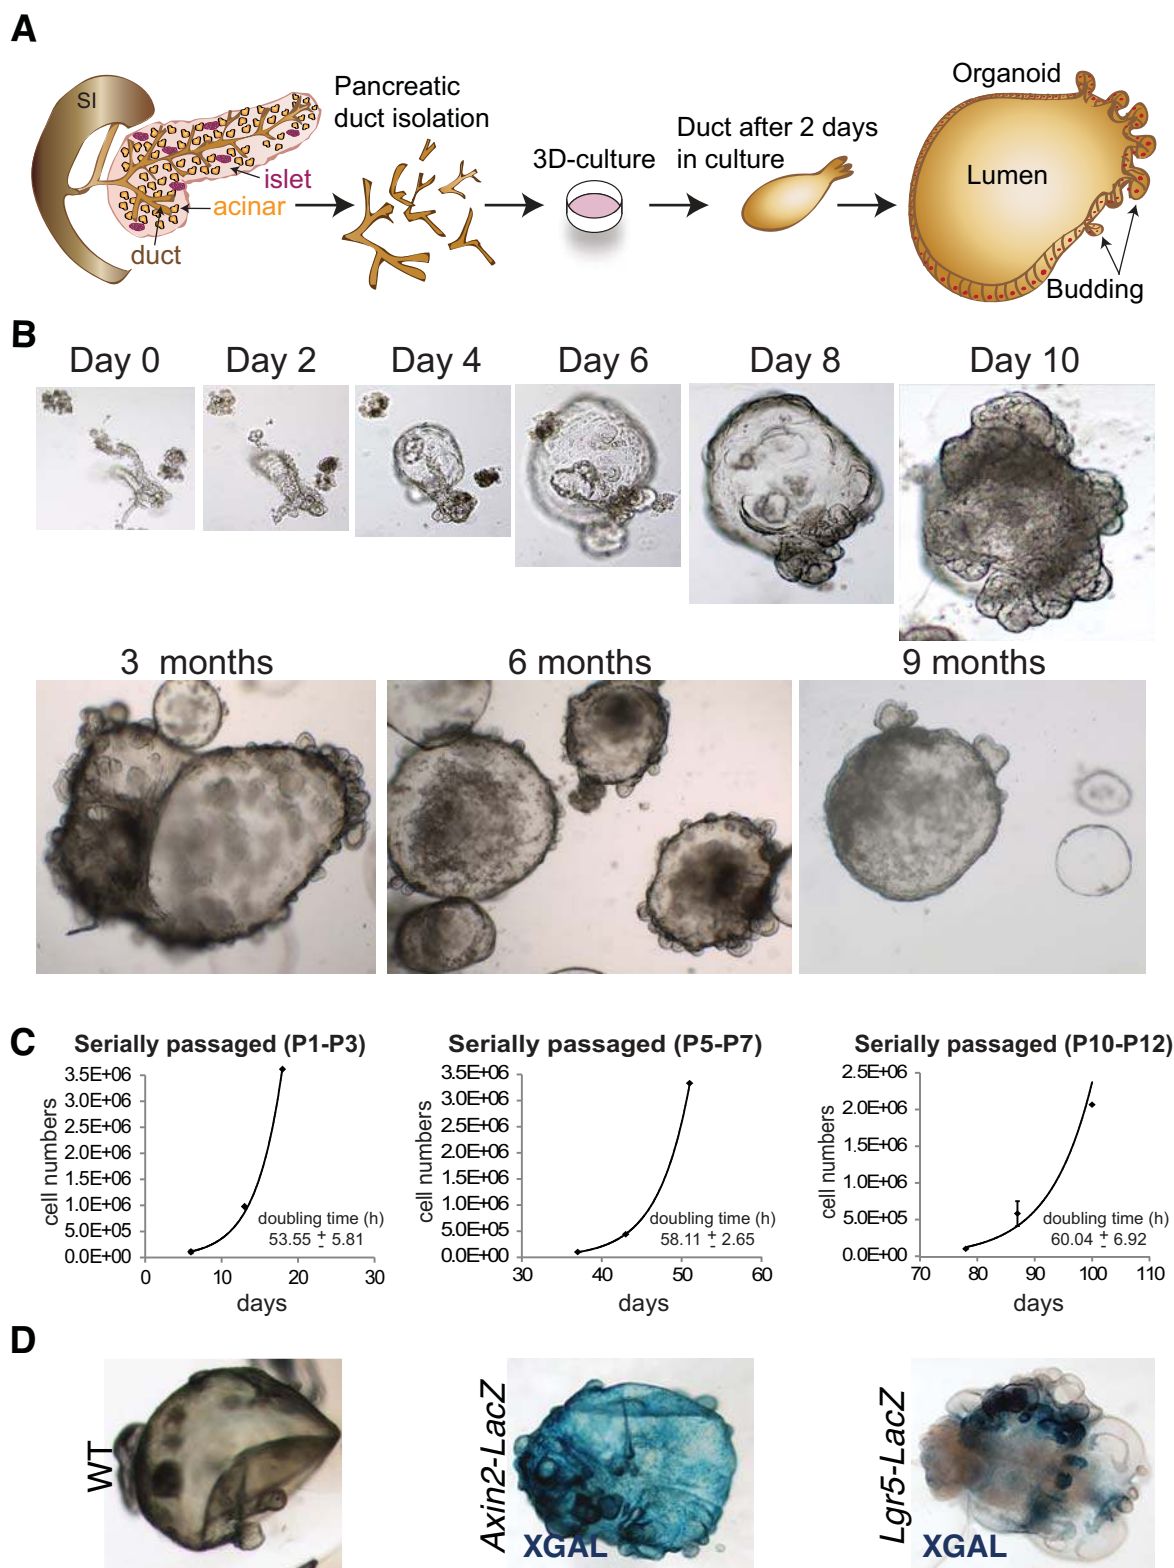 A
SI
islet
acinar
duct
Pancreatic
duct isolation
3D-culture
Duct after 2 days
in culture
Organoid
Lumen
Budding
B
Day 0
Day 2
Day 4
Day 6
Day 8
Day 10
3 months
6 months
9 months
C
Serially passaged (P1-P3)
cell numbers
3.5E+06
3.0E+06
2.5E+06
2.0E+06
1.5E+06
1.0E+06
5.0E+05
0.0E+00
doubling time (h)
53.55 ± 5.81
0 10 20 30
days
Serially passaged (P5-P7)
cell numbers
3.5E+06
3.0E+06
2.5E+06
2.0E+06
1.5E+06
1.0E+06
5.0E+05
0.0E+00
doubling time (h)
58.11 ± 2.65
30 40 50 60
days
Serially passaged (P10-P12)
cell numbers
2.5E+06
2.0E+06
1.5E+06
1.0E+06
5.0E+05
0.0E+00
doubling time (h)
60.04 ± 6.92
70 80 90 100 110
days
D
WT
Axin2-LacZ
XGAL
Lgr5-LacZ
XGAL